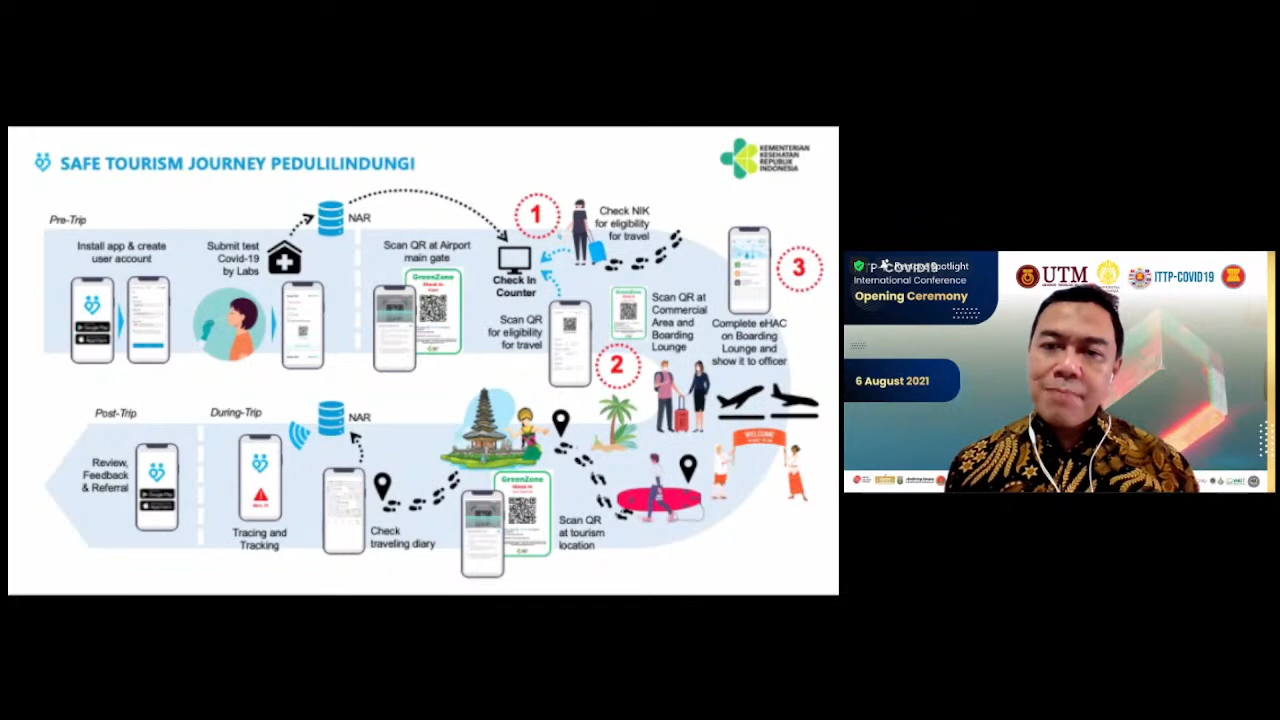 SAFE TOURISM JOURNEY PEDULILINDUNGI
KEMENTERIAN
KESEHATAN
REPUBLIK
INDONESIA
Pre-Trip
Install app & create
user account
Submit test
Covid-19
by Labs
NAR
Scan QR at Airport
main gate
GreenZone
Check In
Counter
Scan QR
for eligibility
for travel
1
Check NIK
for eligibility
for travel
2
Scan QR at
Commercial
Area and
Boarding
Lounge
3
Complete eHAC
on Boarding
Lounge and
show it to officer
Post-Trip
During-Trip
NAR
Review,
Feedback
& Referral
Tracing and
Tracking
Check
traveling diary
GreenZone
Scan QR
at tourism
location
WELCOME
International Conference
Opening Ceremony
6 August 2021
UTM
ITTP-COVID19